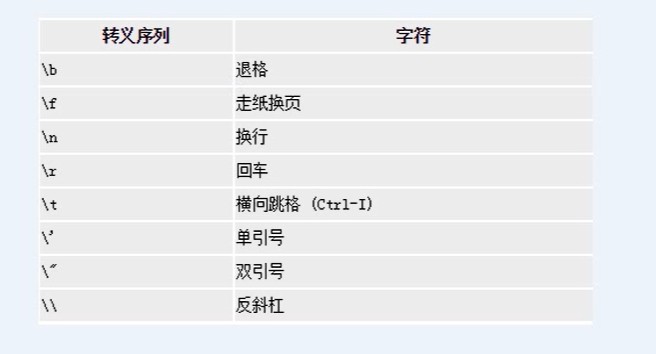 转义序列 字符
\b 退格
\f 走纸换页
\n 换行
\r 回车
\t 横向跳格 (Ctrl-I)
\' 单引号
\" 双引号
\\ 反斜杠